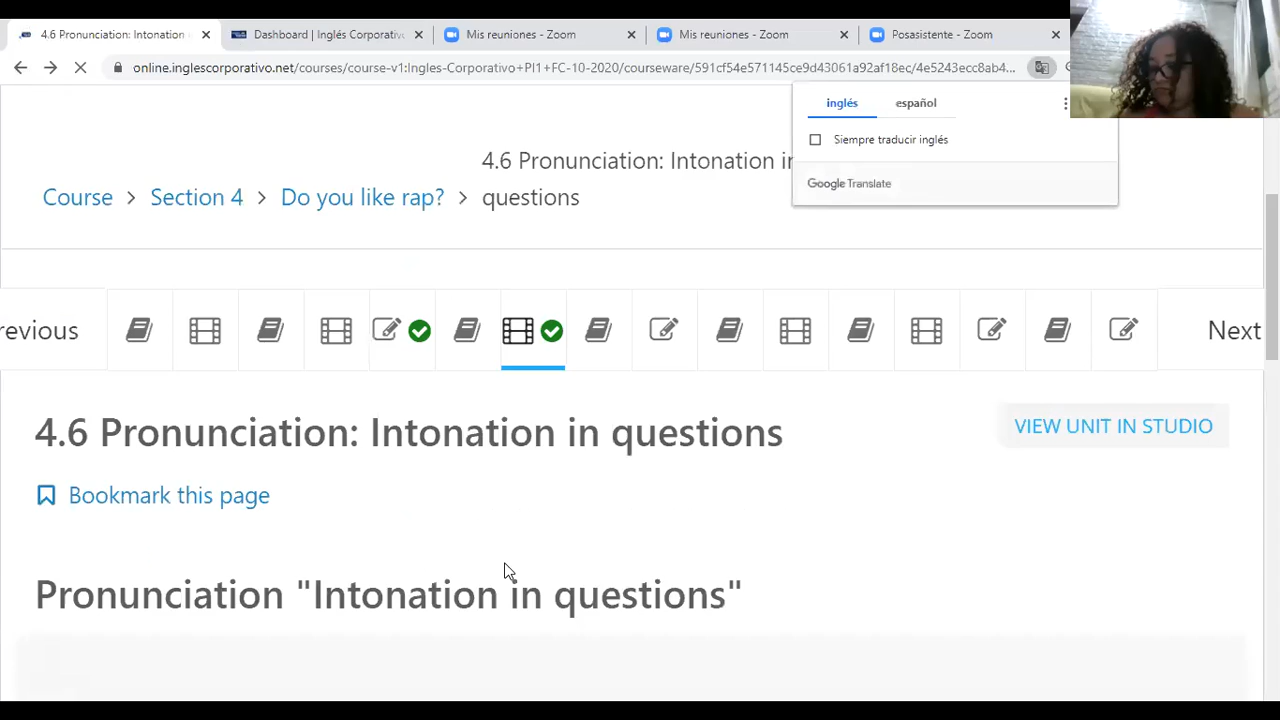 4.6 Pronunciation: Intonation
Dashboard | Inglés Corpora
Mis reuniones - Zoom
Mis reuniones - Zoom
Posasistente - Zoom
online.inglescorporativo.net/courses/course-v1:Ingles-Corporativo+PI1+FC-10-2020/courseware/591cf54e571145ce9d43061a92af18ec/4e5243ecc8ab4...
inglés español
Siempre traducir inglés
Google Translate
4.6 Pronunciation: Intonation in
Course > Section 4 > Do you like rap? > questions
revious
Next
4.6 Pronunciation: Intonation in questions
VIEW UNIT IN STUDIO
Bookmark this page
Pronunciation "Intonation in questions"